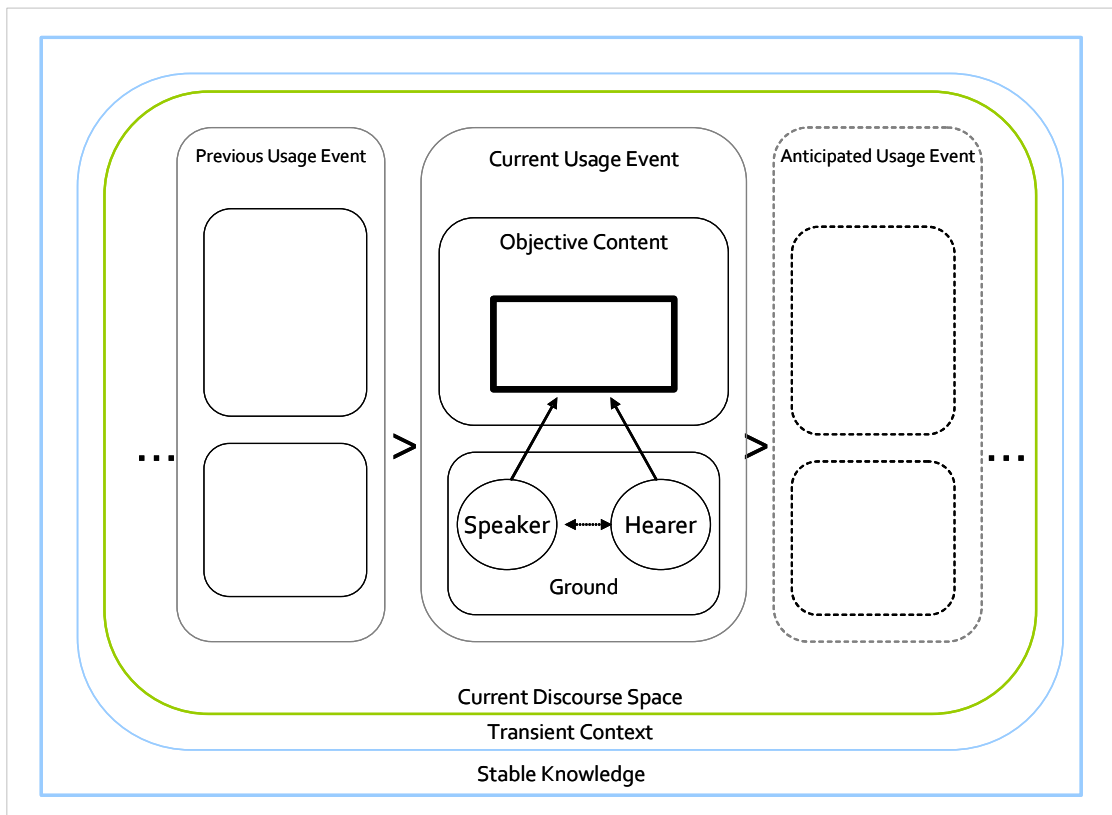 Previous Usage Event
Current Usage Event
Anticipated Usage Event
Objective Content
...
>
>
...
Speaker
Hearer
Ground
Current Discourse Space
Transient Context
Stable Knowledge